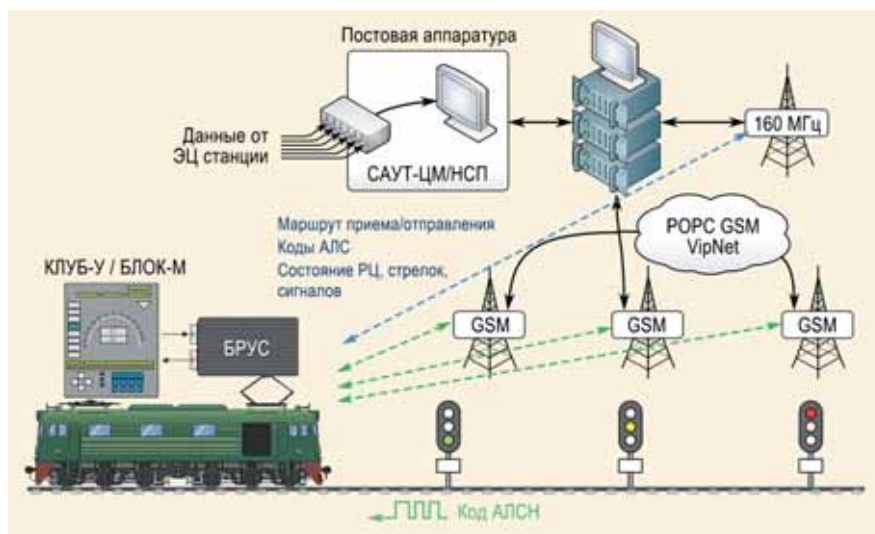 Постовая аппаратура
160 МГц
Данные от
ЭЦ станции
САУТ-ЦМ/НСП
Маршрут приема/отправления
Коды АЛС
Состояние РЦ, стрелок,
сигналов
РОРС GSM
VipNet
КЛУБ-У / БЛОК-М
БРУС
GSM
GSM
GSM
Код АЛСН